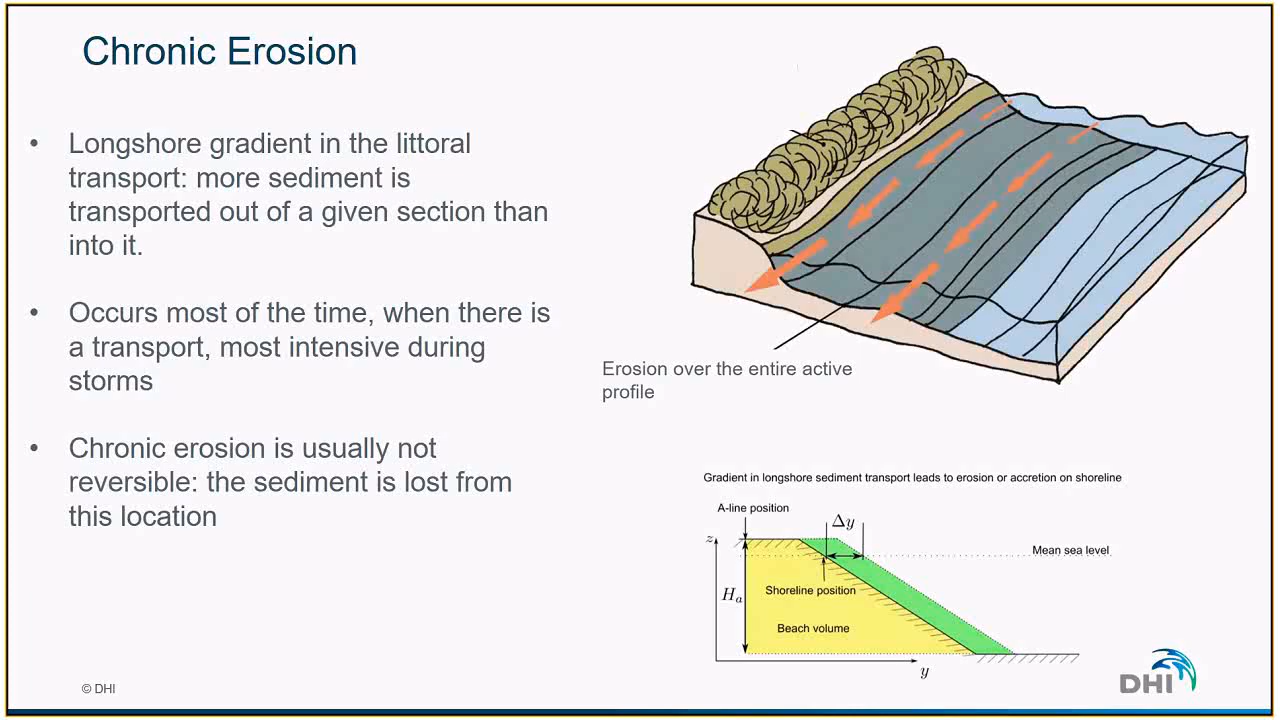 Chronic Erosion
• Longshore gradient in the littoral
transport: more sediment is
transported out of a given section than
into it.
• Occurs most of the time, when there is
a transport, most intensive during
storms
• Chronic erosion is usually not
reversible: the sediment is lost from
this location
Erosion over the entire active
profile
Gradient in longshore sediment transport leads to erosion or accretion on shoreline
A-line position
Δy
z
Mean sea level
Shoreline position
Hₐ
Beach volume
y
© DHI
DHI